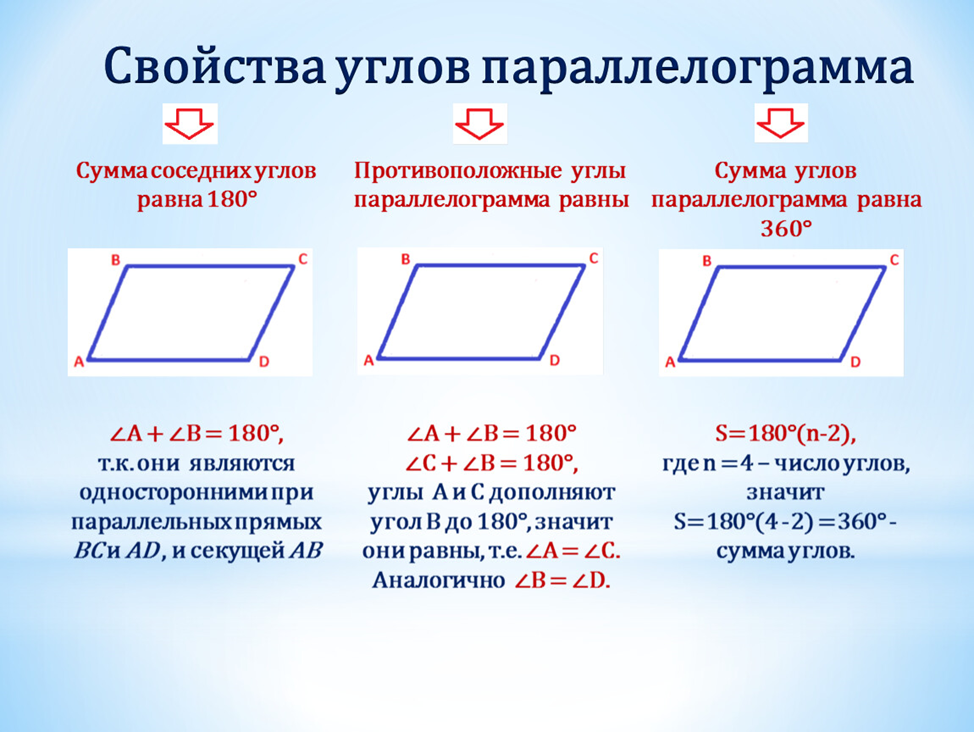 Свойства углов параллелограмма
Сумма соседних углов
равна 180°
B
C
A
D
∠A + ∠B = 180°,
т.к. они являются
односторонними при
параллельных прямых
BC и AD, и секущей AB
Противоположные углы
параллелограмма равны
B
C
A
D
∠A + ∠B = 180°
∠C + ∠B = 180°,
углы A и C дополняют
угол B до 180°, значит
они равны, т.е. ∠A = ∠C.
Аналогично ∠B = ∠D.
Сумма углов
параллелограмма равна
360°
B
C
A
D
S=180°(n-2),
где n = 4 – число углов,
значит
S=180°(4 -2) =360° -
сумма углов.